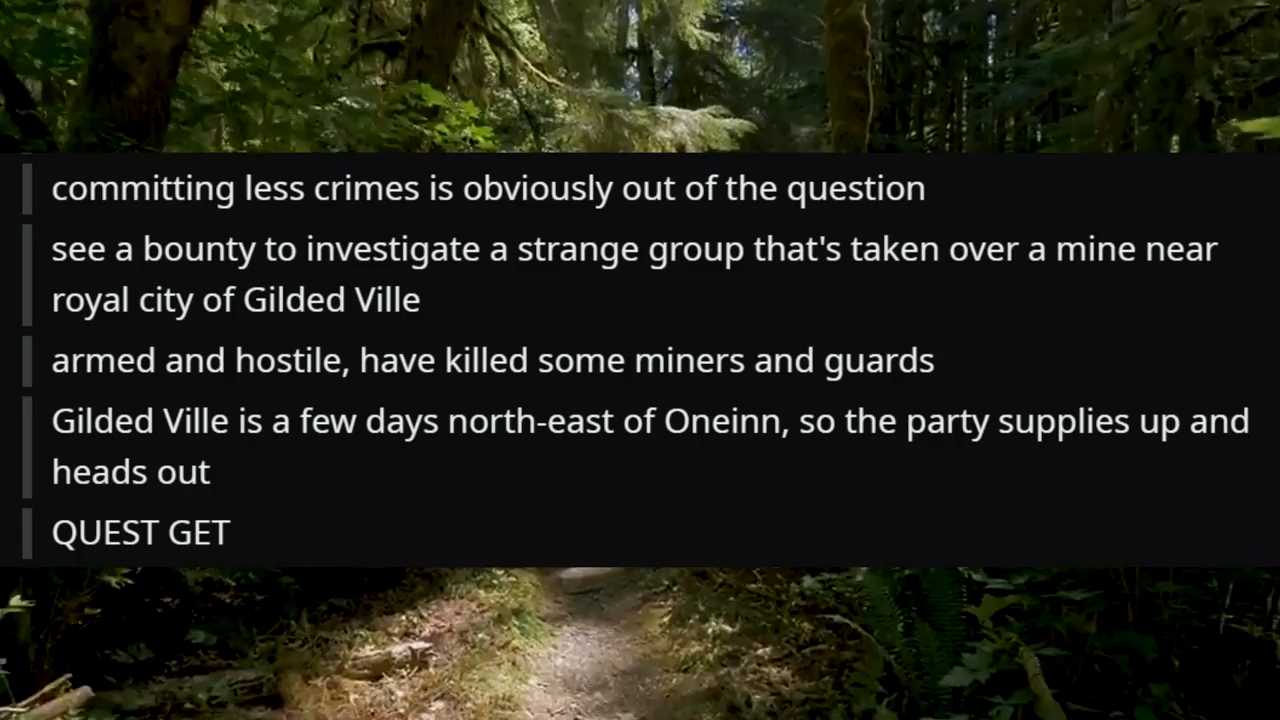 committing less crimes is obviously out of the question
see a bounty to investigate a strange group that's taken over a mine near
royal city of Gilded Ville
armed and hostile, have killed some miners and guards
Gilded Ville is a few days north-east of Oneinn, so the party supplies up and
heads out
QUEST GET